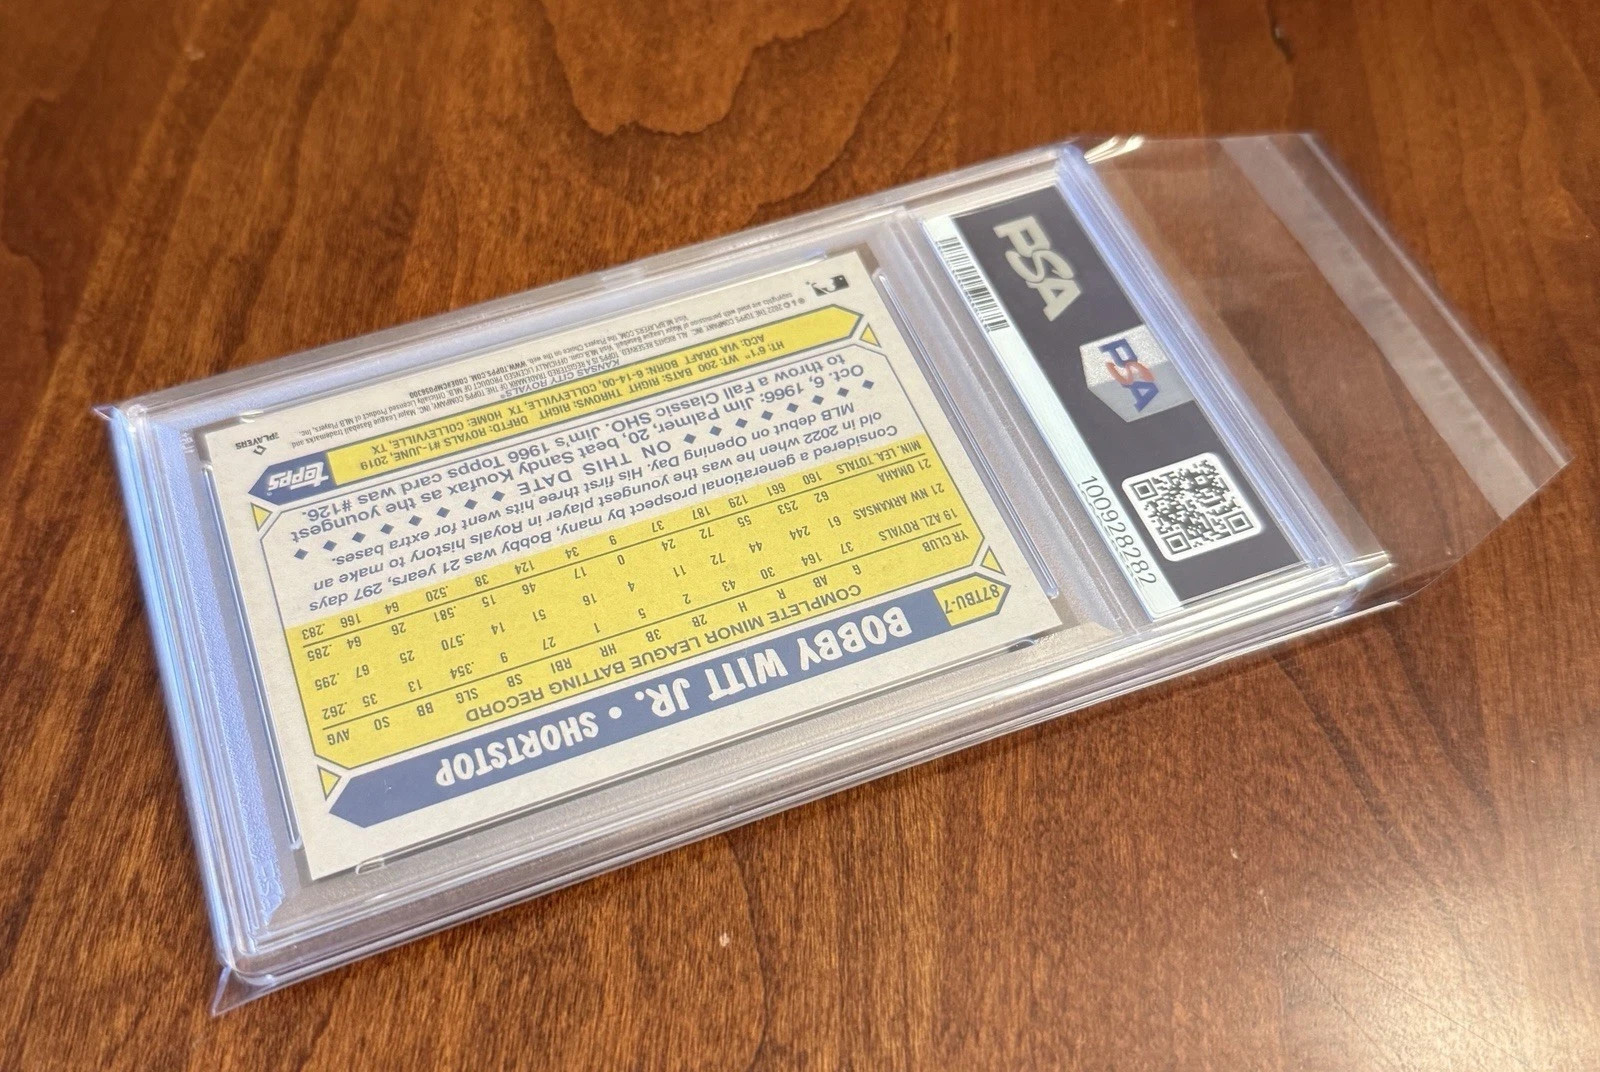 87TBU-7
BOBBY WITT JR. • SHORTSTOP
COMPLETE MINOR LEAGUE BATTING RECORD
YR CLUB G AB R H 2B 3B HR RBI SB SLG BB SO AVG
19 AZL ROYALS 37 164 30 43 2 5 1 27 9 .354 13 35 .262
21 NW ARKANSAS 61 244 44 72 11 4 16 51 14 .570 25 67 .295
21 OMAHA 62 253 55 72 24 0 17 46 15 .581 26 64 .285
MIN. LEA. TOTALS 160 661 129 187 37 9 34 124 38 .520 64 166 .283
Considered a generational prospect by many, Bobby was 21 years, 297 days
old in 2022 when he was the youngest player in Royals history to make an
MLB debut on Opening Day. His first three hits went for extra bases.
ON THIS DATE
Oct. 6, 1966: Jim Palmer, 20, beat Sandy Koufax as the youngest
to throw a Fall Classic SHO. Jim's 1966 Topps card was #126.
HT: 6'1" WT: 200 BATS: RIGHT THROWS: RIGHT DRFTD: ROYALS #1-JUNE, 2019
ACQ: VIA DRAFT BORN: 6-14-00, COLLEYVILLE, TX HOME: COLLEYVILLE, TX
topps
KANSAS CITY ROYALS®
PLAYERS
PSA
PSA
100928282